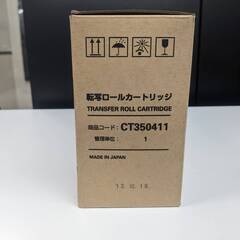 転写ロールカートリッジ
TRANSFER ROLL CARTRIDGE
商品コード： CT350411
管理単位： 1
MADE IN JAPAN